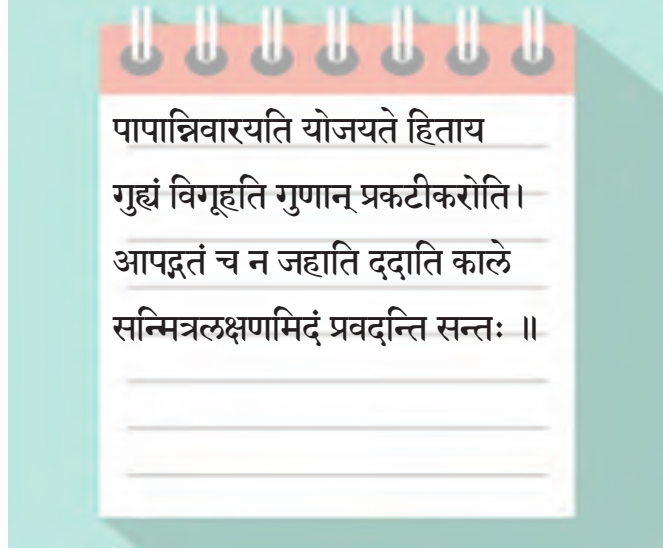 पापान्निवारयति योजयते हिताय
गुह्यं विगूहति गुणान् प्रकटीकरोति।
आपद्गतं च न जहाति ददाति काले
सन्मित्रलक्षणमिदं प्रवदन्ति सन्तः ॥